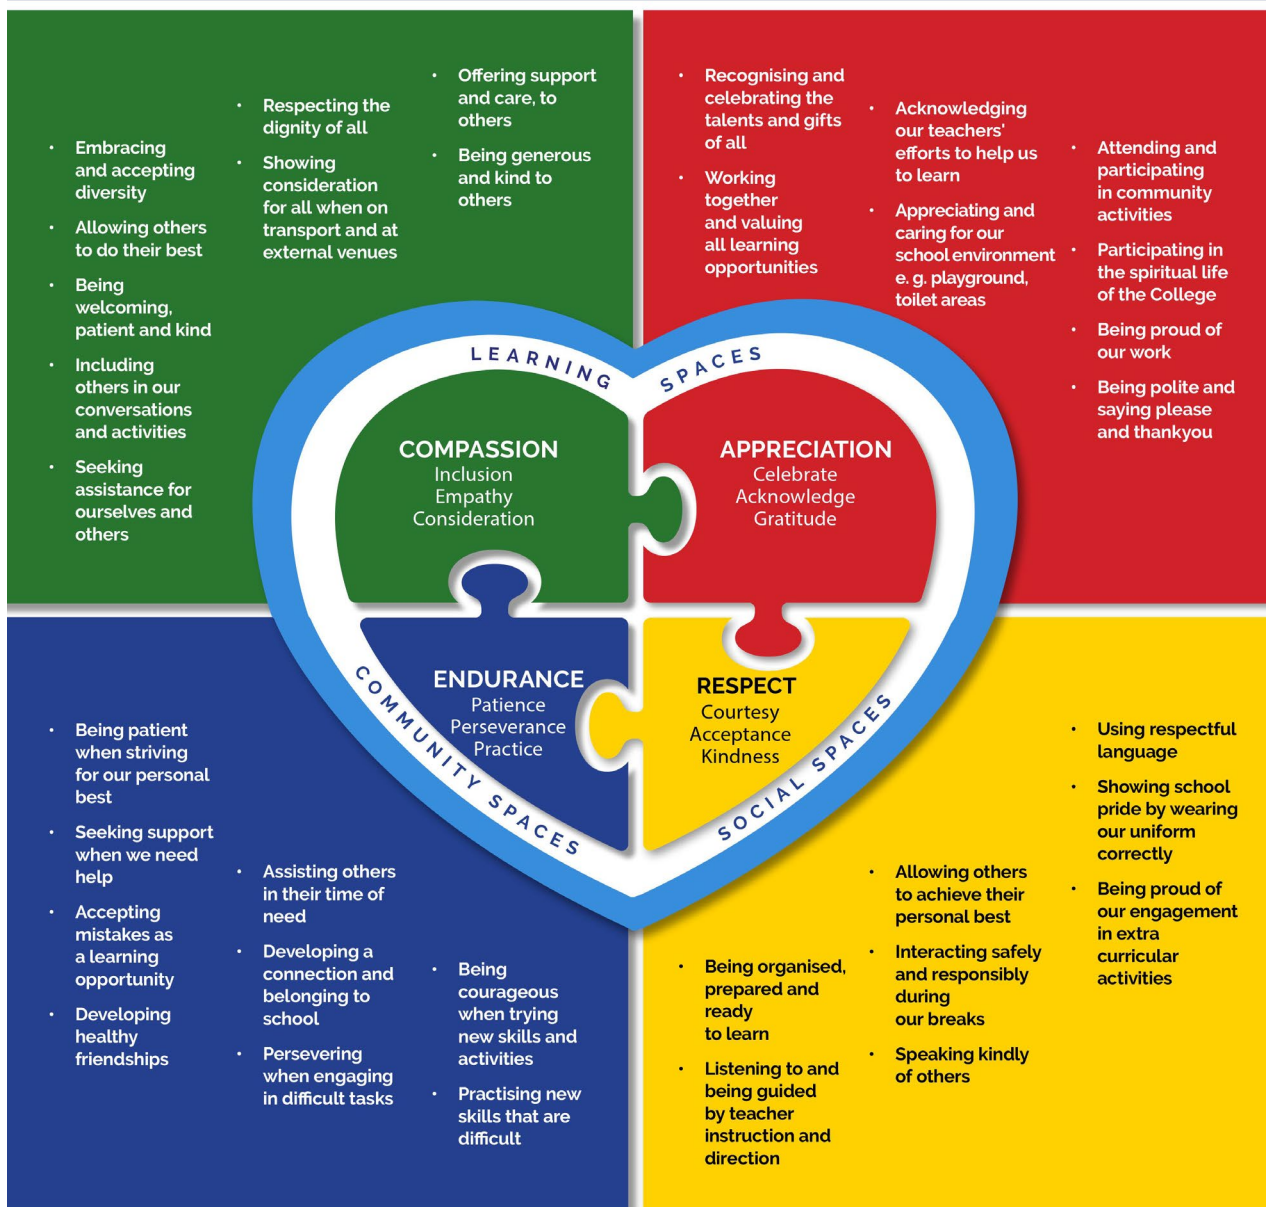 • Embracing
and accepting
diversity
• Allowing others
to do their best
• Being
welcoming,
patient and kind
• Including
others in our
conversations
and activities
• Seeking
assistance for
ourselves and
others
• Respecting the
dignity of all
• Showing
consideration
for all when on
transport and at
external venues
• Offering support
and care, to
others
• Being generous
and kind to
others
• Recognising and
celebrating the
talents and gifts
of all
• Working
together
and valuing
all learning
opportunities
• Acknowledging
our teachers'
efforts to help us
to learn
• Appreciating and
caring for our
school environment
e. g. playground,
toilet areas
• Attending and
participating
in community
activities
• Participating in
the spiritual life
of the College
• Being proud of
our work
• Being polite and
saying please
and thankyou
LEARNING SPACES
COMPASSION
Inclusion
Empathy
Consideration
APPRECIATION
Celebrate
Acknowledge
Gratitude
ENDURANCE
Patience
Perseverance
Practice
RESPECT
Courtesy
Acceptance
Kindness
COMMUNITY SPACES
SOCIAL SPACES
• Being patient
when striving
for our personal
best
• Seeking support
when we need
help
• Accepting
mistakes as
a learning
opportunity
• Developing
healthy
friendships
• Assisting others
in their time of
need
• Developing a
connection and
belonging to
school
• Persevering
when engaging
in difficult tasks
• Being
courageous
when trying
new skills and
activities
• Practising new
skills that are
difficult
• Being organised,
prepared and
ready
to learn
• Listening to and
being guided
by teacher
instruction and
direction
• Allowing others
to achieve their
personal best
• Interacting safely
and responsibly
during
our breaks
• Speaking kindly
of others
• Using respectful
language
• Showing school
pride by wearing
our uniform
correctly
• Being proud of
our engagement
in extra
curricular
activities